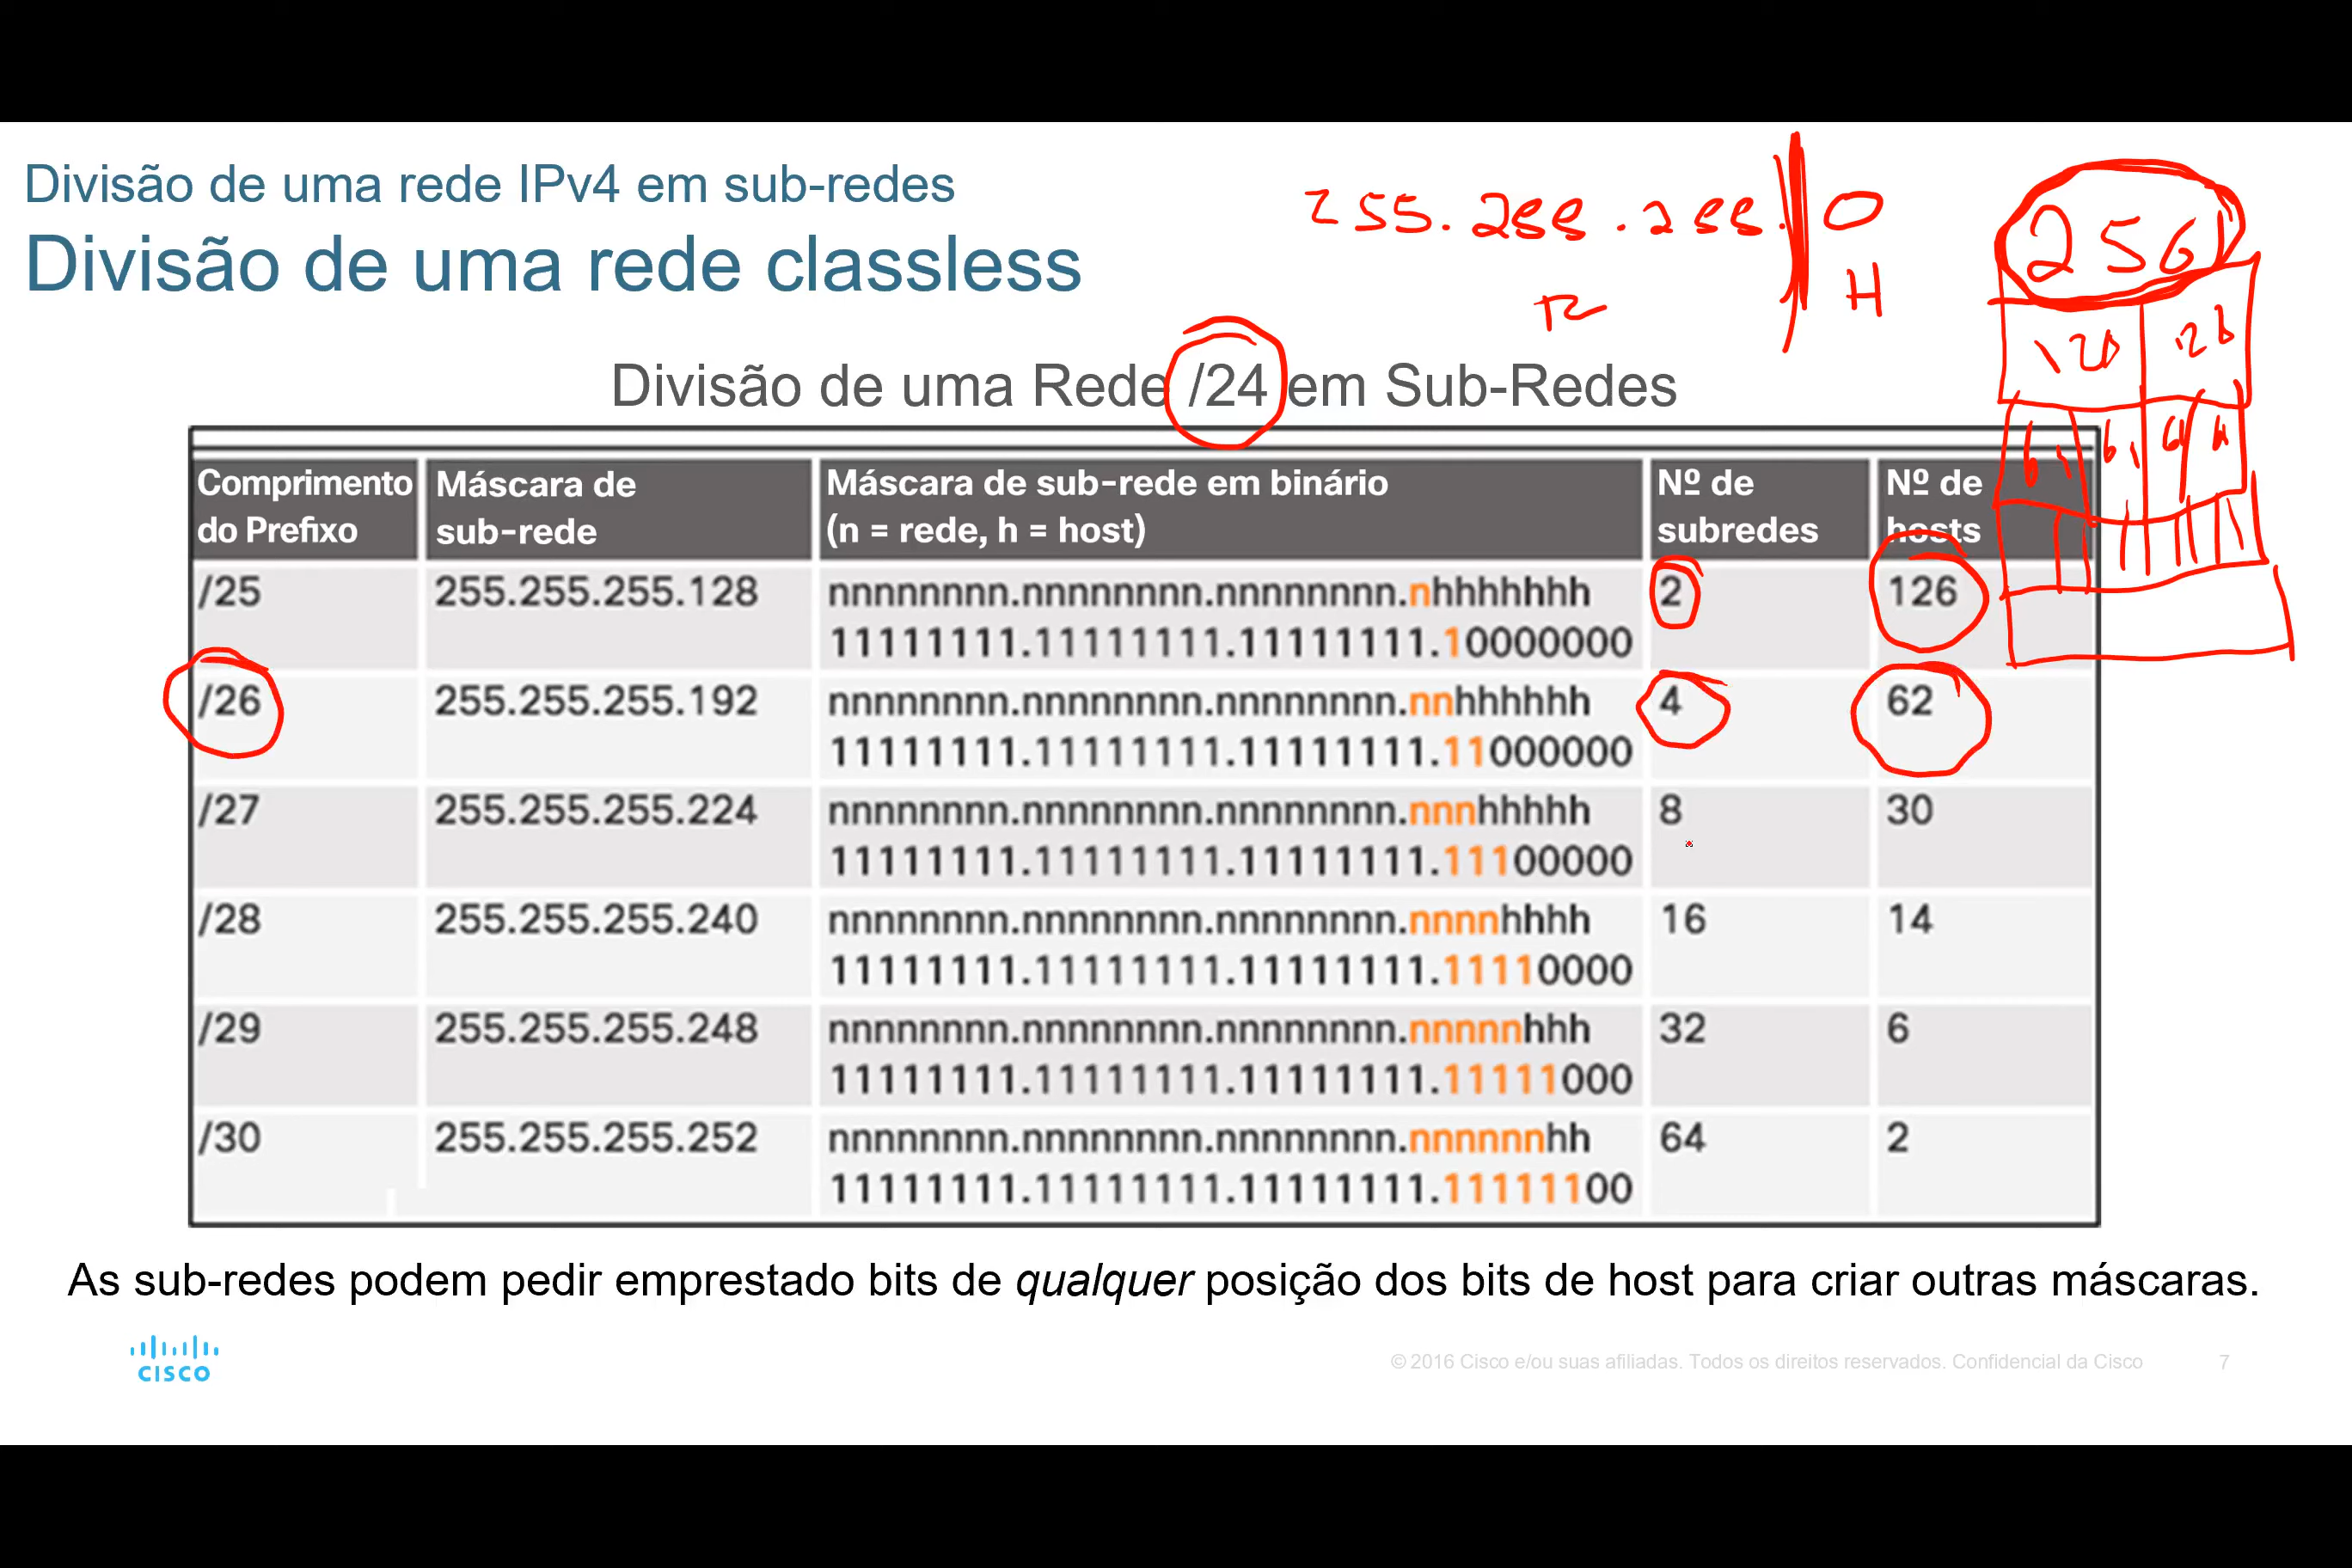 Divisão de uma rede IPv4 em sub-redes
Divisão de uma rede classless
255.255.255.0
R H
256
128 128
64 64 64 64
Divisão de uma Rede /24 em Sub-Redes
Comprimento do Prefixo Máscara de sub-rede Máscara de sub-rede em binário (n = rede, h = host) Nº de subredes Nº de hosts
/25 255.255.255.128 nnnnnnnn.nnnnnnnn.nnnnnnnn.nhhhhhhh 2 126
11111111.11111111.11111111.10000000
/26 255.255.255.192 nnnnnnnn.nnnnnnnn.nnnnnnnn.nnhhhhhh 4 62
11111111.11111111.11111111.11000000
/27 255.255.255.224 nnnnnnnn.nnnnnnnn.nnnnnnnn.nnnhhhhh 8 30
11111111.11111111.11111111.11100000
/28 255.255.255.240 nnnnnnnn.nnnnnnnn.nnnnnnnn.nnnnhhhh 16 14
11111111.11111111.11111111.11110000
/29 255.255.255.248 nnnnnnnn.nnnnnnnn.nnnnnnnn.nnnnnhhh 32 6
11111111.11111111.11111111.11111000
/30 255.255.255.252 nnnnnnnn.nnnnnnnn.nnnnnnnn.nnnnnnhh 64 2
11111111.11111111.11111111.11111100
As sub-redes podem pedir emprestado bits de qualquer posição dos bits de host para criar outras máscaras.
CISCO
© 2016 Cisco e/ou suas afiliadas. Todos os direitos reservados. Confidencial da Cisco 7